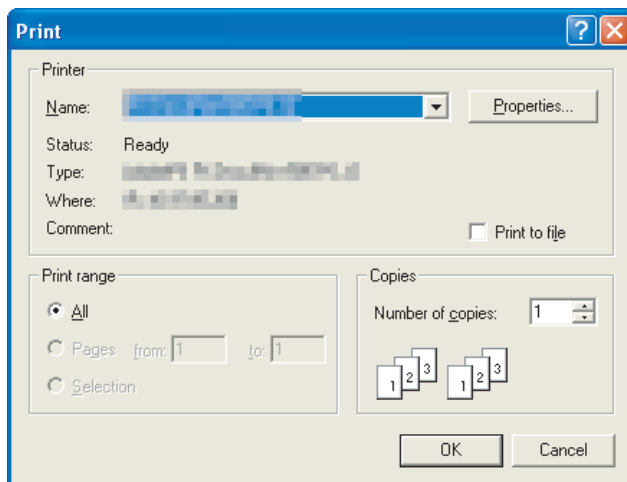 Print
Printer
Name:
Properties...
Status: Ready
Type:
Where:
Comment:
Print to file
Print range
All
Pages from: 1 to: 1
Selection
Copies
Number of copies: 1
1 2 3 1 2 3
OK Cancel